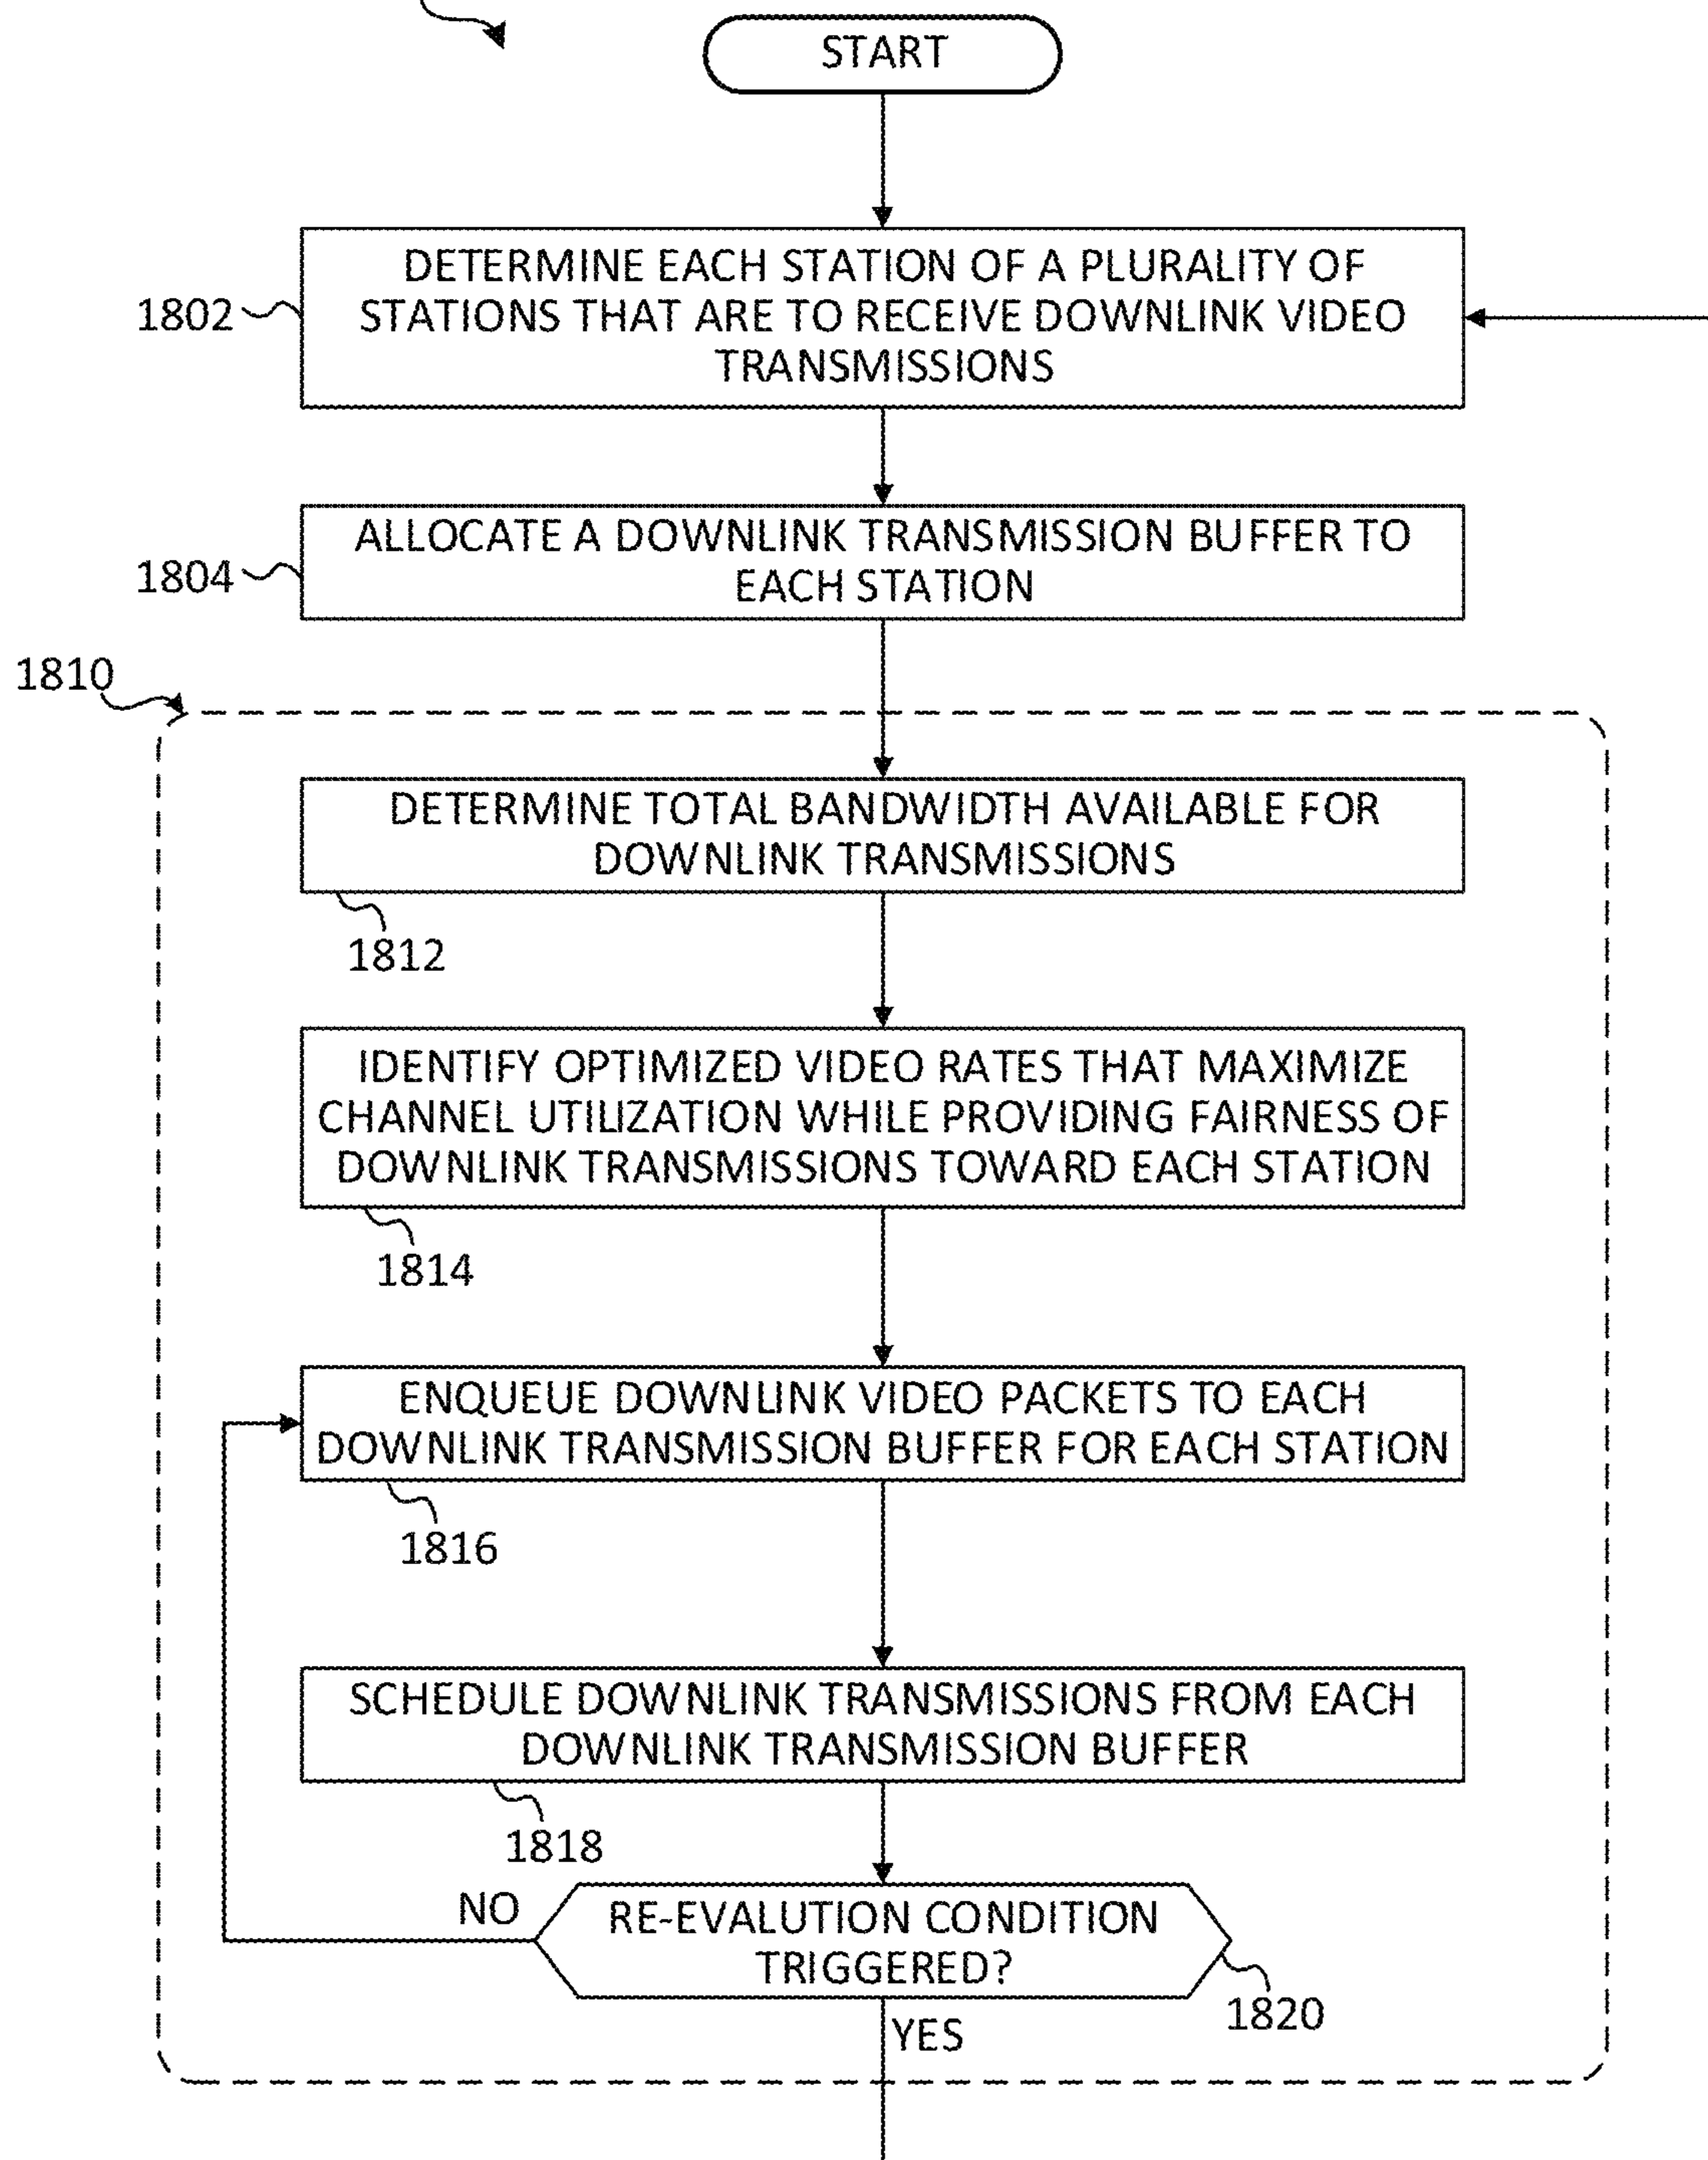 START
DETERMINE EACH STATION OF A PLURALITY OF
STATIONS THAT ARE TO RECEIVE DOWNLINK VIDEO
TRANSMISSIONS
1802
ALLOCATE A DOWNLINK TRANSMISSION BUFFER TO
EACH STATION
1804
1810
DETERMINE TOTAL BANDWIDTH AVAILABLE FOR
DOWNLINK TRANSMISSIONS
1812
IDENTIFY OPTIMIZED VIDEO RATES THAT MAXIMIZE
CHANNEL UTILIZATION WHILE PROVIDING FAIRNESS OF
DOWNLINK TRANSMISSIONS TOWARD EACH STATION
1814
ENQUEUE DOWNLINK VIDEO PACKETS TO EACH
DOWNLINK TRANSMISSION BUFFER FOR EACH STATION
1816
SCHEDULE DOWNLINK TRANSMISSIONS FROM EACH
DOWNLINK TRANSMISSION BUFFER
1818
NO
RE-EVALUTION CONDITION
TRIGGERED?
1820
YES